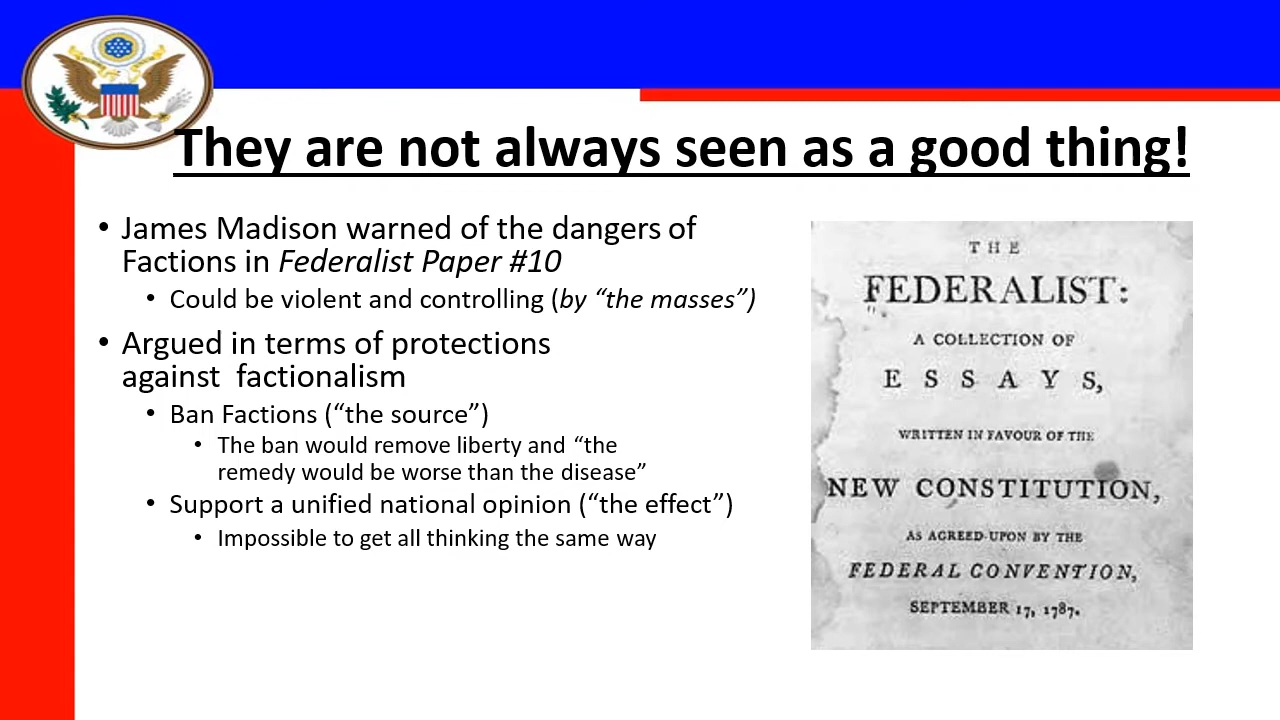 They are not always seen as a good thing!
• James Madison warned of the dangers of
Factions in Federalist Paper #10
• Could be violent and controlling (by “the masses”)
• Argued in terms of protections
against  factionalism
• Ban Factions (“the source”)
• The ban would remove liberty and “the
remedy would be worse than the disease”
• Support a unified national opinion (“the effect”)
• Impossible to get all thinking the same way
THE
FEDERALIST:
A COLLECTION OF
ESSAYS,
WRITTEN IN FAVOUR OF THE
NEW CONSTITUTION,
AS AGREED UPON BY THE
FEDERAL CONVENTION,
SEPTEMBER 17, 1787.